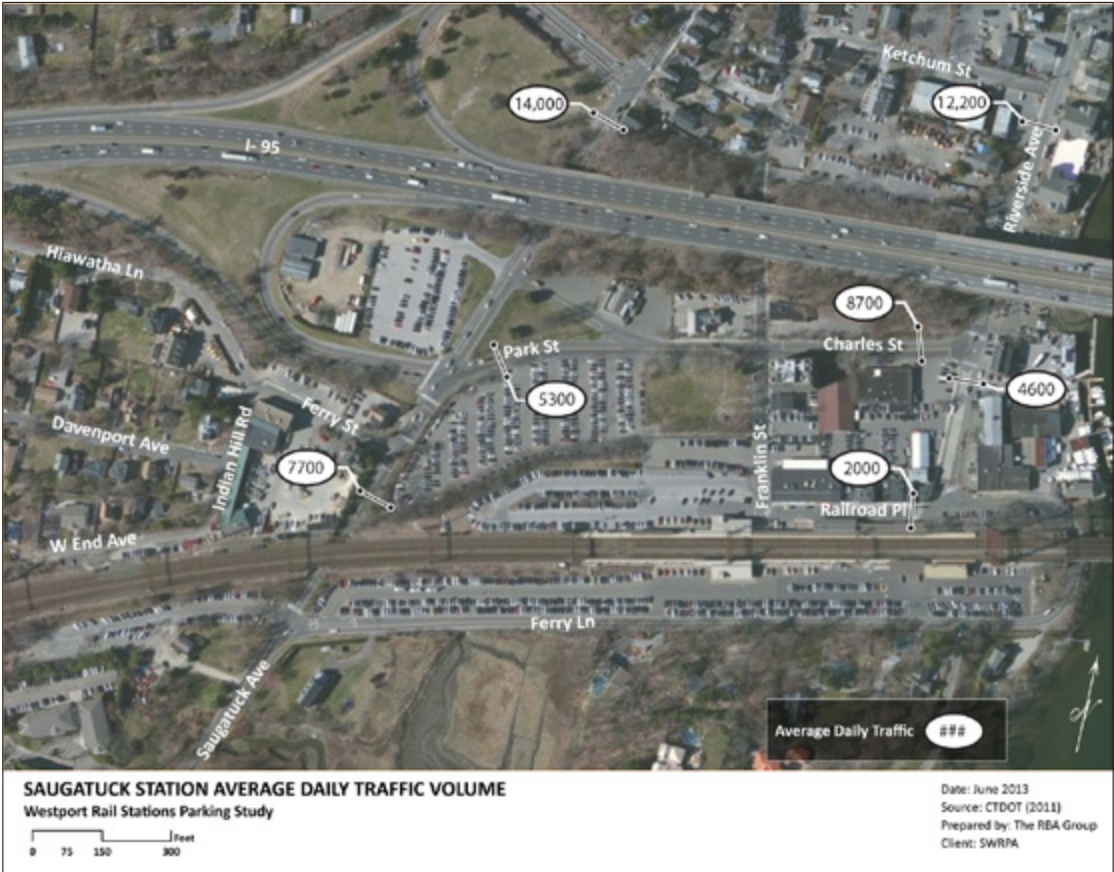 Ketchum St
14,000
12,200
I- 95
Riverside Ave
Hiawatha Ln
8700
Park St
Charles St
5300
4600
Ferry St
Davenport Ave
Indian Hill Rd
7700
Franklin St
2000
Railroad Pl
W End Ave
Ferry Ln
Saugatuck Ave
Average Daily Traffic
###
SAUGATUCK STATION AVERAGE DAILY TRAFFIC VOLUME
Westport Rail Stations Parking Study
Feet
0 75 150 300
Date: June 2013
Source: CTDOT (2011)
Prepared by: The RBA Group
Client: SWRPA